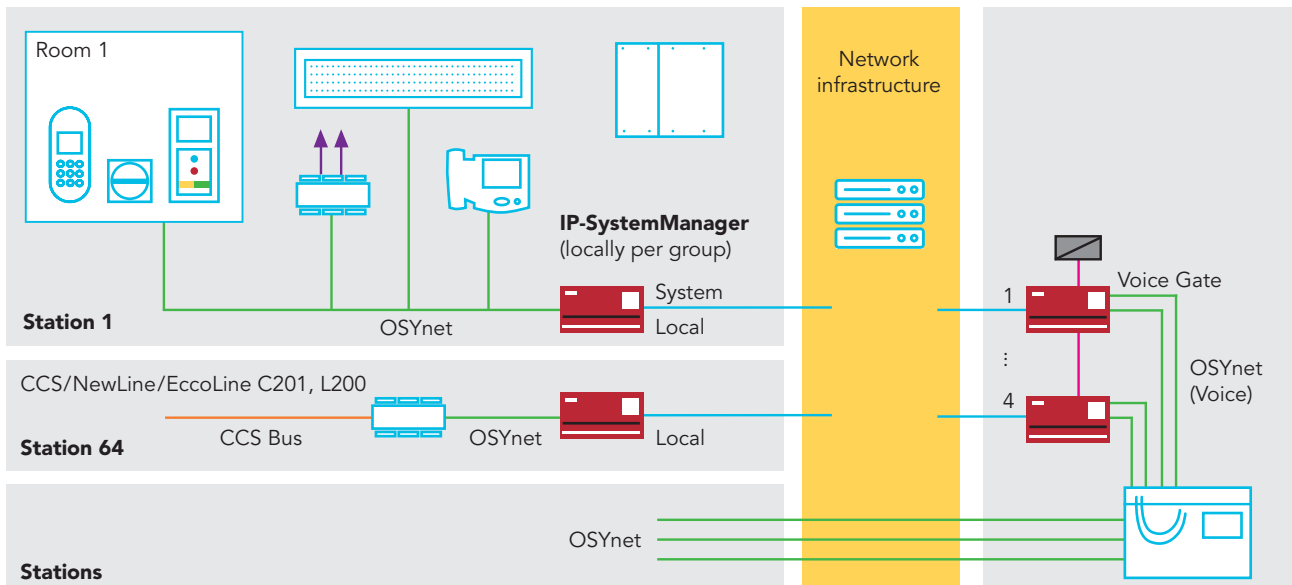 Room 1
Network
infrastructure
IP-SystemManager
(locally per group)
System
Local
OSYnet
Station 1
1
Voice Gate
⋮
4
OSYnet
(Voice)
CCS/NewLine/EccoLine C201, L200
CCS Bus
OSYnet
Local
Station 64
OSYnet
Stations